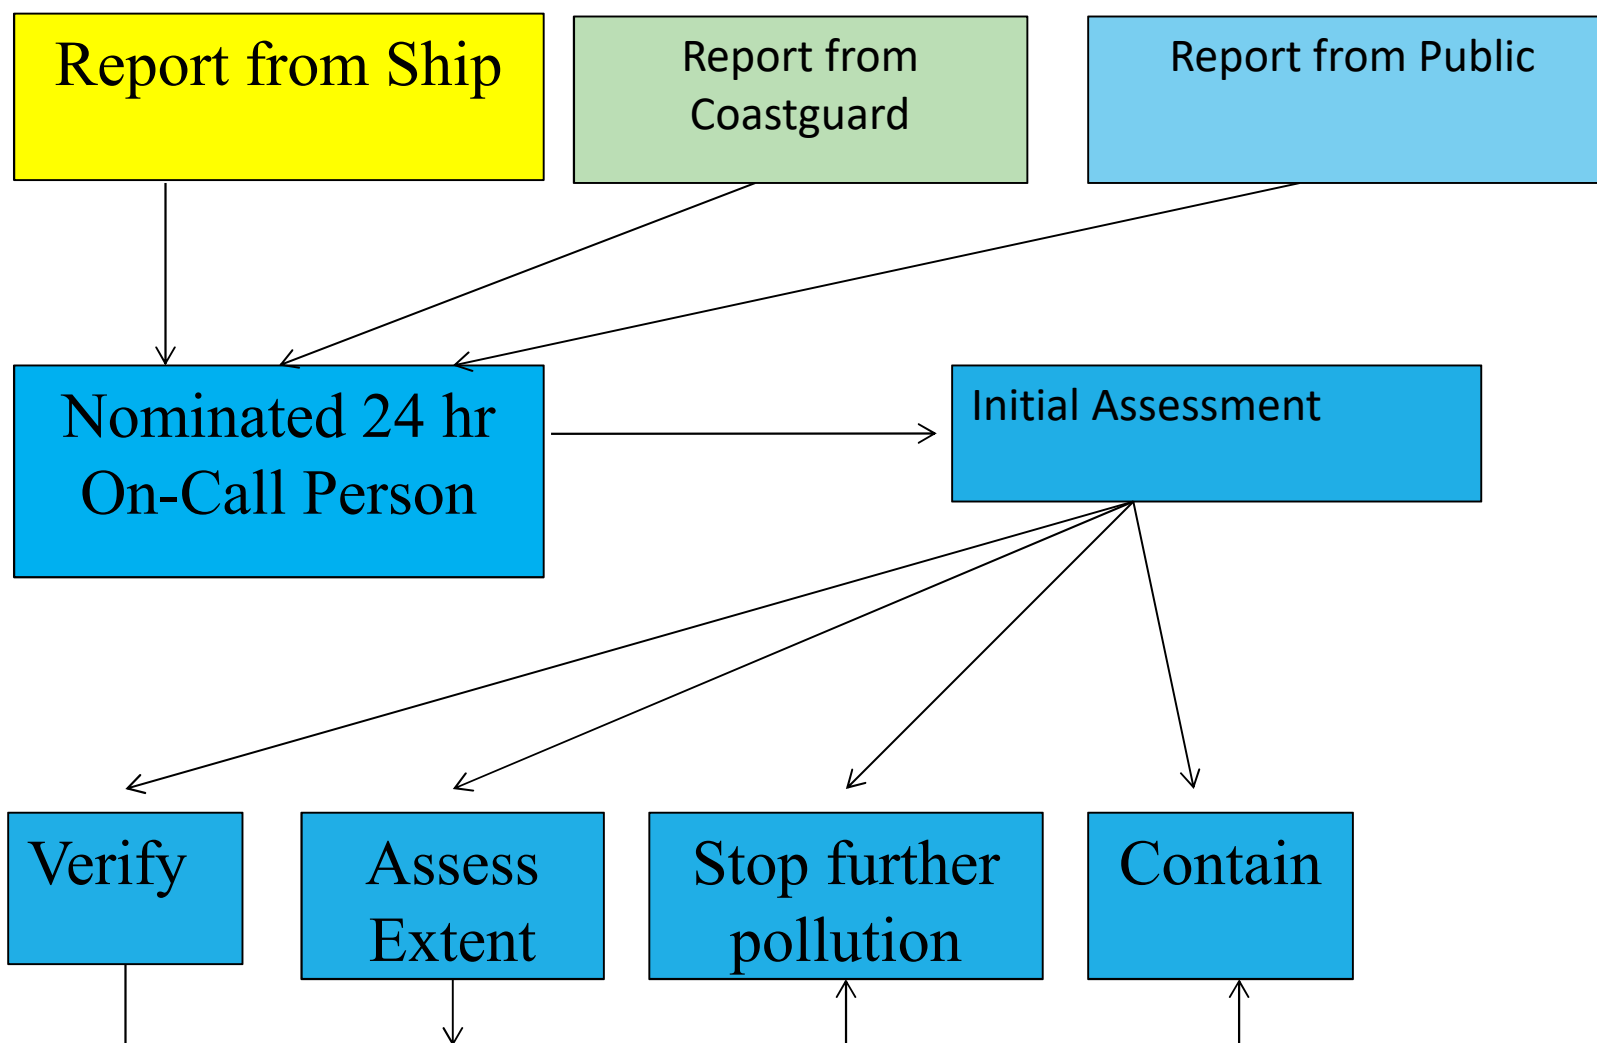 Report from Ship
Report from
Coastguard
Report from Public
Nominated 24 hr
On-Call Person
Initial Assessment
Verify
Assess
Extent
Stop further
pollution
Contain